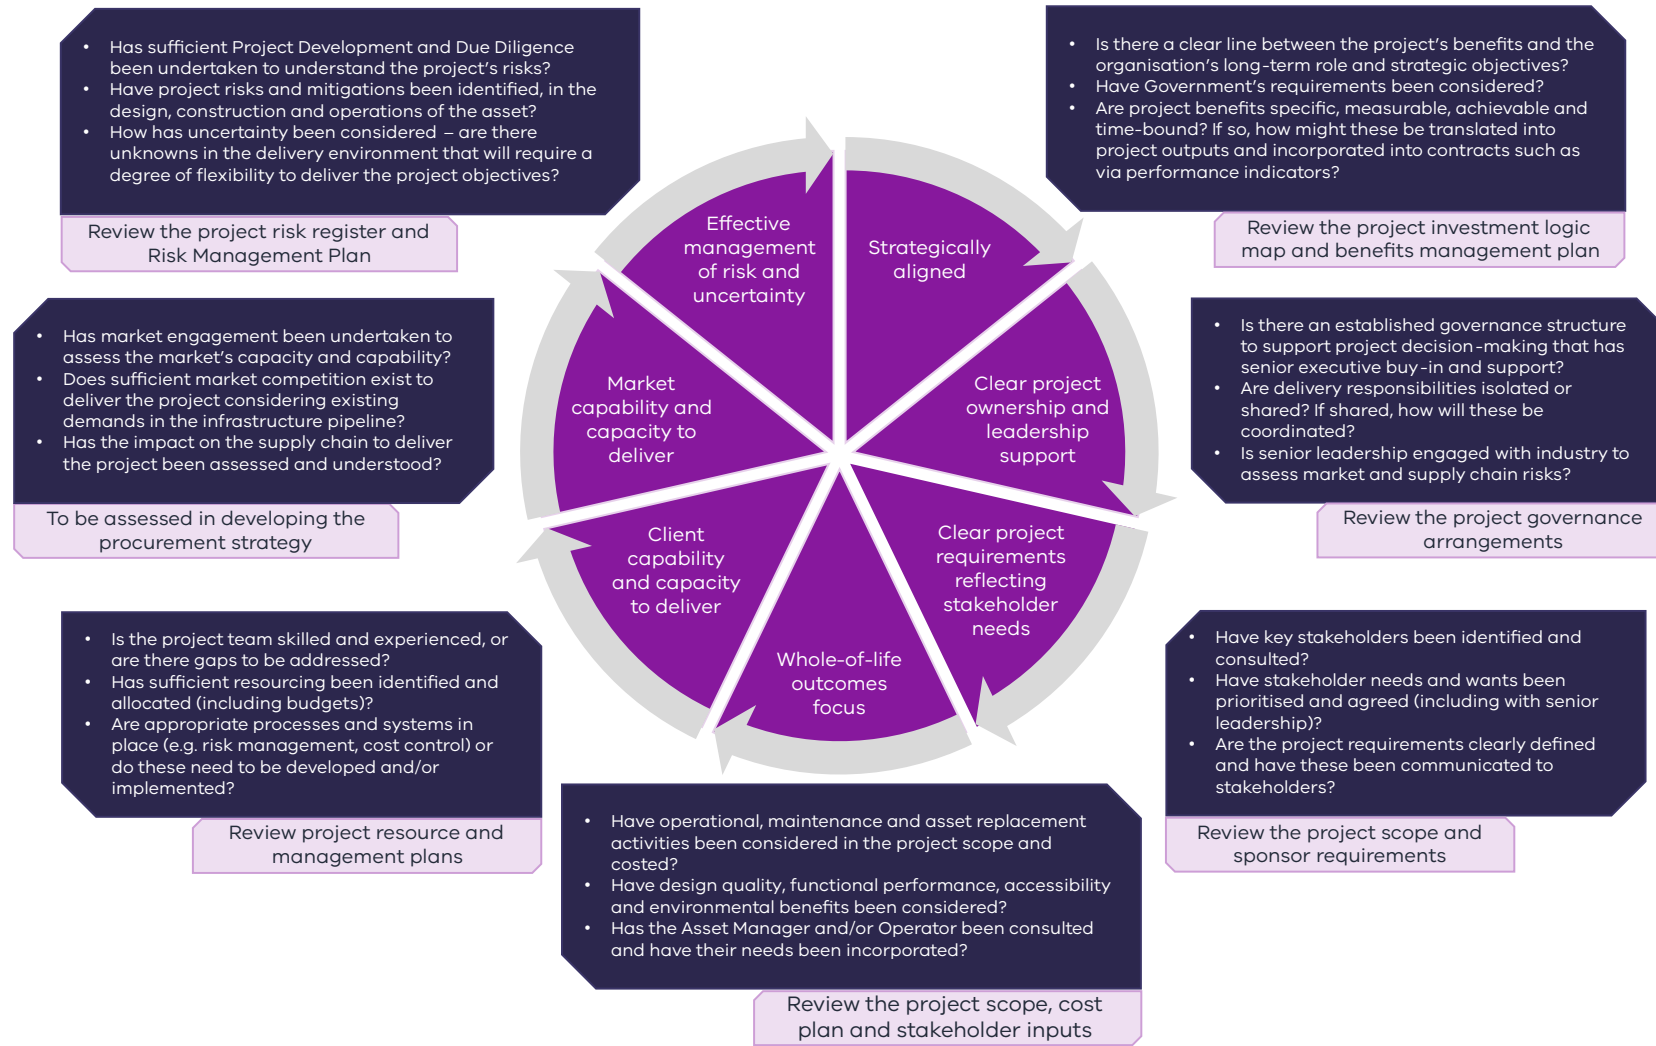 • Has sufficient Project Development and Due Diligence
been undertaken to understand the project's risks?
• Have project risks and mitigations been identified, in the
design, construction and operations of the asset?
• How has uncertainty been considered – are there
unknowns in the delivery environment that will require a
degree of flexibility to deliver the project objectives?
Review the project risk register and
Risk Management Plan
• Is there a clear line between the project's benefits and the
organisation's long-term role and strategic objectives?
• Have Government's requirements been considered?
• Are project benefits specific, measurable, achievable and
time-bound? If so, how might these be translated into
project outputs and incorporated into contracts such as
via performance indicators?
Review the project investment logic
map and benefits management plan
Effective
management
of risk and
uncertainty
Strategically
aligned
• Has market engagement been undertaken to
assess the market's capacity and capability?
• Does sufficient market competition exist to
deliver the project considering existing
demands in the infrastructure pipeline?
• Has the impact on the supply chain to deliver
the project been assessed and understood?
To be assessed in developing the
procurement strategy
Market
capability and
capacity to
deliver
Clear project
ownership and
leadership
support
• Is there an established governance structure
to support project decision-making that has
senior executive buy-in and support?
• Are delivery responsibilities isolated or
shared? If shared, how will these be
coordinated?
• Is senior leadership engaged with industry to
assess market and supply chain risks?
Review the project governance
arrangements
Client
capability
and capacity
to deliver
Clear project
requirements
reflecting
stakeholder
needs
Whole-of-life
outcomes
focus
• Is the project team skilled and experienced, or
are there gaps to be addressed?
• Has sufficient resourcing been identified and
allocated (including budgets)?
• Are appropriate processes and systems in
place (e.g. risk management, cost control) or
do these need to be developed and/or
implemented?
Review project resource and
management plans
• Have key stakeholders been identified and
consulted?
• Have stakeholder needs and wants been
prioritised and agreed (including with senior
leadership)?
• Are the project requirements clearly defined
and have these been communicated to
stakeholders?
Review the project scope and
sponsor requirements
• Have operational, maintenance and asset replacement
activities been considered in the project scope and
costed?
• Have design quality, functional performance, accessibility
and environmental benefits been considered?
• Has the Asset Manager and/or Operator been consulted
and have their needs been incorporated?
Review the project scope, cost
plan and stakeholder inputs